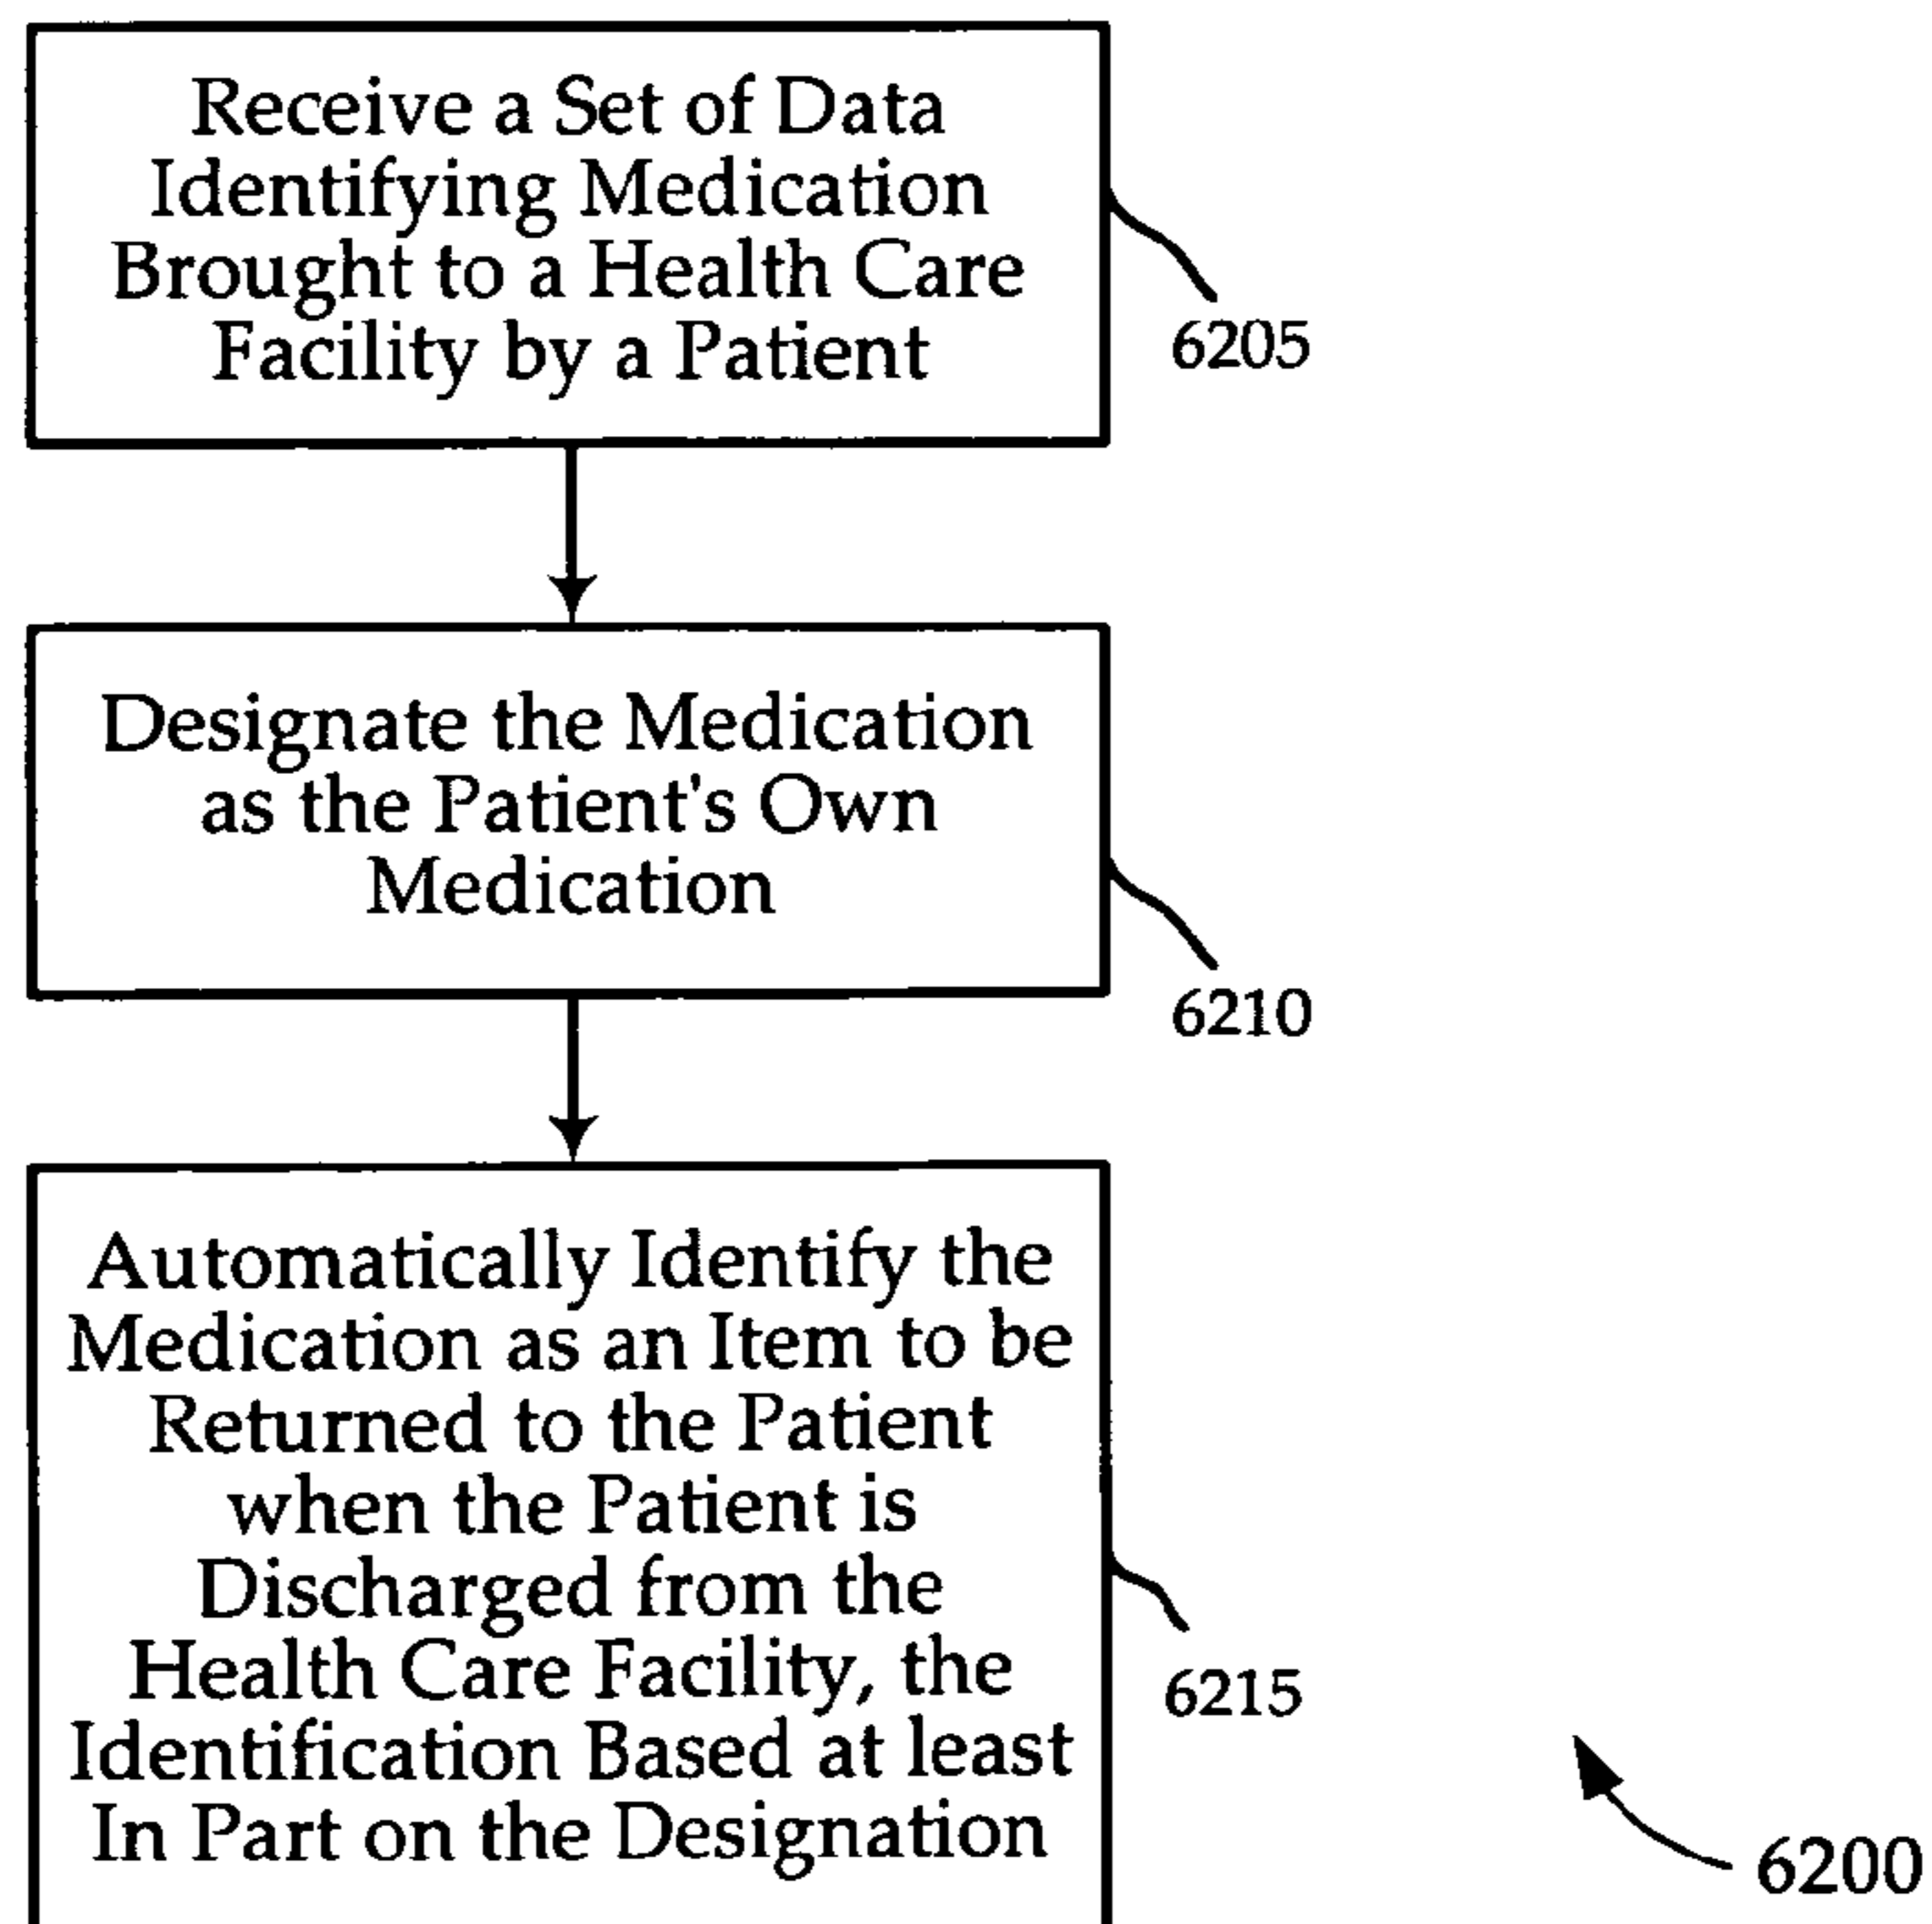 Receive a Set of Data
Identifying Medication
Brought to a Health Care
Facility by a Patient
6205
Designate the Medication
as the Patient's Own
Medication
6210
Automatically Identify the
Medication as an Item to be
Returned to the Patient
when the Patient is
Discharged from the
Health Care Facility, the
Identification Based at least
In Part on the Designation
6215
6200